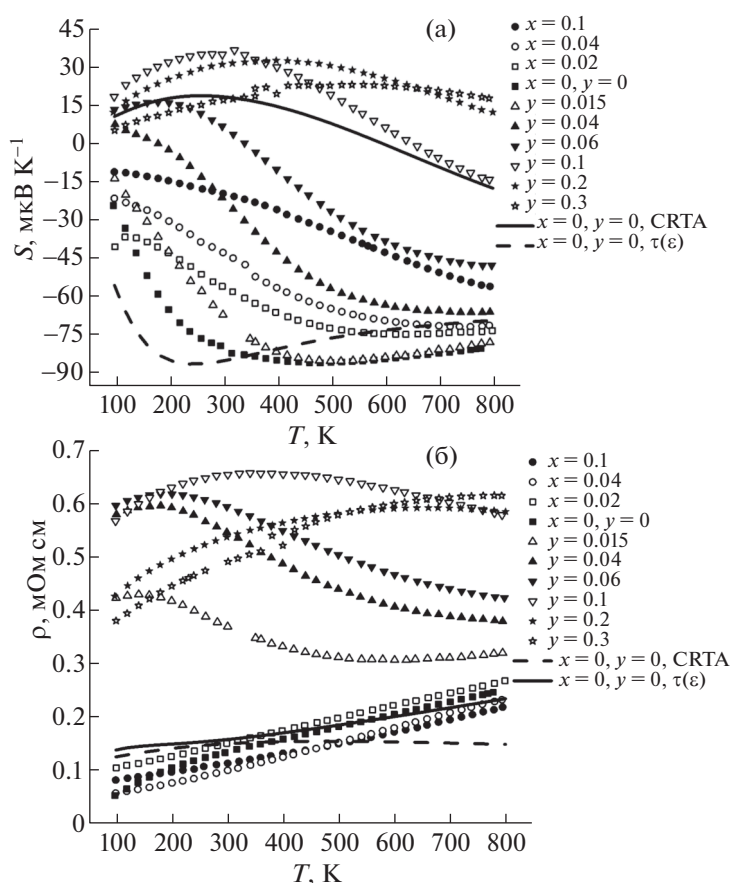 (а)
S, мкВ К⁻¹
45
30
15
0
−15
−30
−45
−60
−75
−90
100 200 300 400 500 600 700 800
T, К
x = 0.1
x = 0.04
x = 0.02
x = 0, y = 0
y = 0.015
y = 0.04
y = 0.06
y = 0.1
y = 0.2
y = 0.3
x = 0, y = 0, CRTA
x = 0, y = 0, τ(ε)
(б)
ρ, мОм см
0.7
0.6
0.5
0.4
0.3
0.2
0.1
0
100 200 300 400 500 600 700 800
T, К
x = 0.1
x = 0.04
x = 0.02
x = 0, y = 0
y = 0.015
y = 0.04
y = 0.06
y = 0.1
y = 0.2
y = 0.3
x = 0, y = 0, CRTA
x = 0, y = 0, τ(ε)